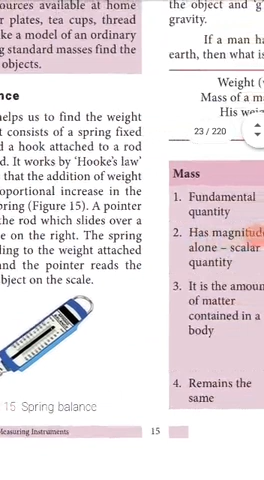 sources available at home
r plates, tea cups, thread
ke a model of an ordinary
g standard masses find the
objects.
nce
helps us to find the weight
t consists of a spring fixed
d a hook attached to a rod
d. It works by 'Hooke's law'
that the addition of weight
oportional increase in the
pring (Figure 15). A pointer
the rod which slides over a
e on the right. The spring
ding to the weight attached
and the pointer reads the
bject on the scale.
15 Spring balance
Measuring Instruments
15
the object and 'g'
gravity.
If a man ha
earth, then what is
Weight (
Mass of a m
His weig
23 / 220
Mass
1. Fundamental
quantity
2. Has magnitude
alone – scalar
quantity
3. It is the amoun
of matter
contained in a
body
4. Remains the
same